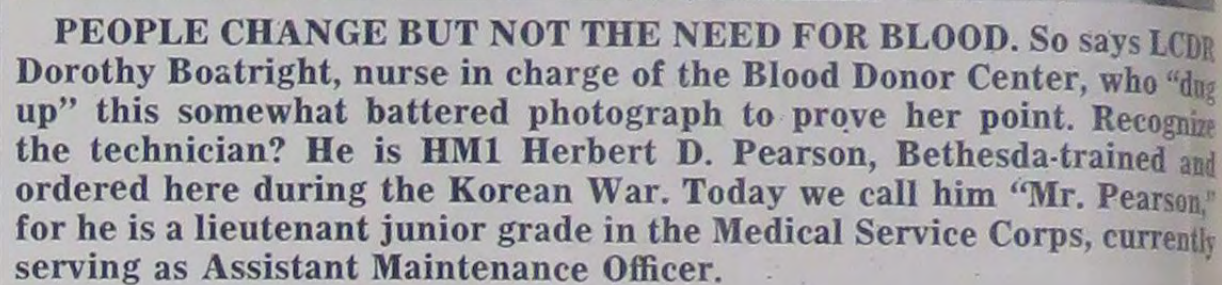 PEOPLE CHANGE BUT NOT THE NEED FOR BLOOD. So says LCDR
Dorothy Boatright, nurse in charge of the Blood Donor Center, who “dug
up” this somewhat battered photograph to prove her point. Recognize
the technician? He is HM1 Herbert D. Pearson, Bethesda-trained and
ordered here during the Korean War. Today we call him “Mr. Pearson,”
for he is a lieutenant junior grade in the Medical Service Corps, currently
serving as Assistant Maintenance Officer.